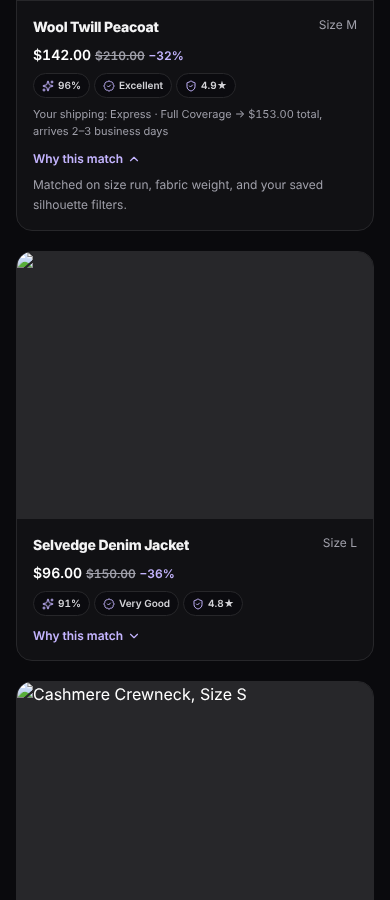 Wool Twill Peacoat Size M
$142.00 $210.00 −32%
96% Excellent 4.9★
Your shipping: Express · Full Coverage → $153.00 total,
arrives 2–3 business days
Why this match
Matched on size run, fabric weight, and your saved
silhouette filters.
Selvedge Denim Jacket Size L
$96.00 $150.00 −36%
91% Very Good 4.8★
Why this match
Cashmere Crewneck, Size S